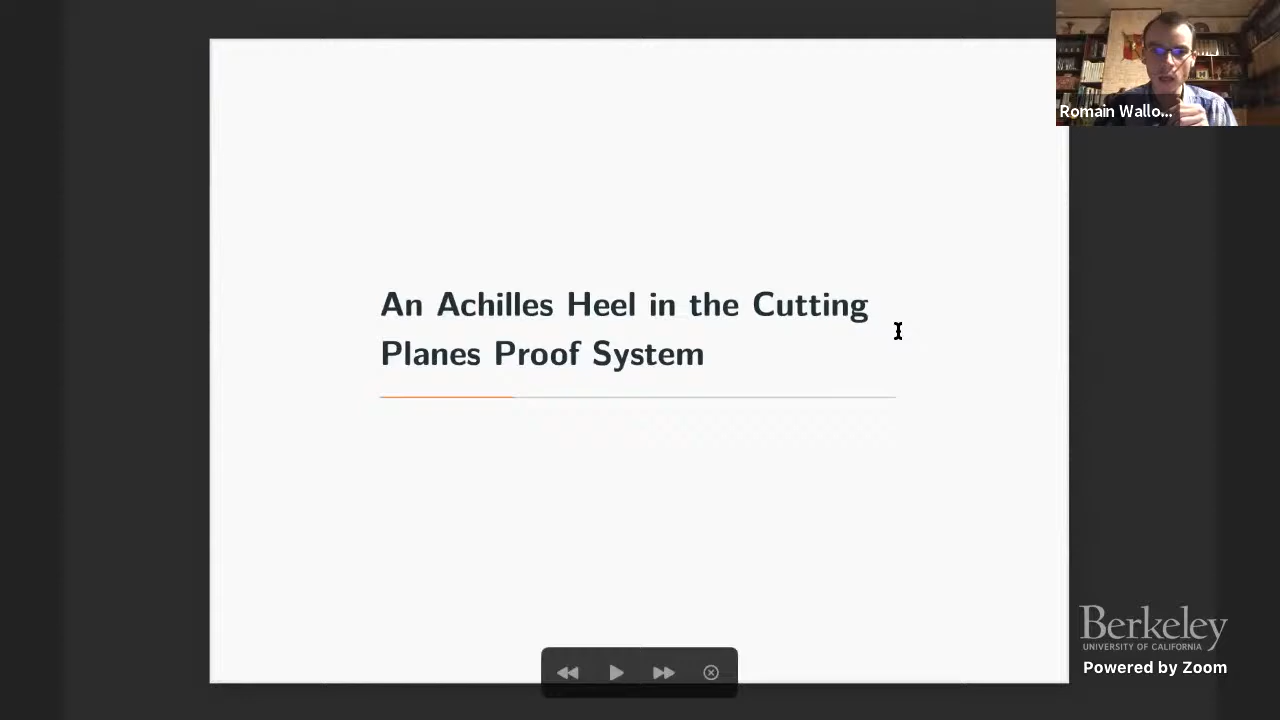 Romain Wallo...
An Achilles Heel in the Cutting
Planes Proof System
Berkeley
UNIVERSITY OF CALIFORNIA
Powered by Zoom